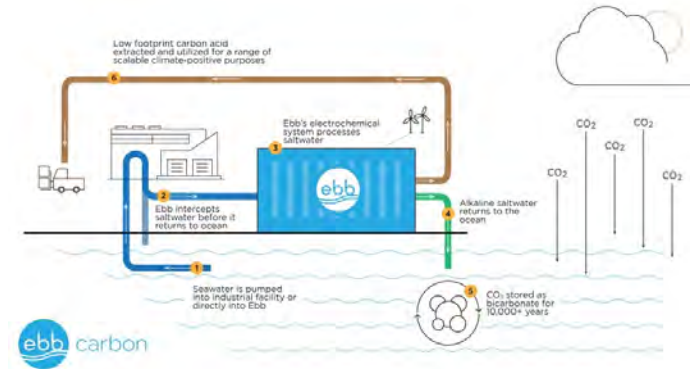 Low footprint carbon acid
extracted and utilized for a range of
scalable climate-positive purposes
6
Ebb's electrochemical
system processes
saltwater
3
ebb
2
Ebb intercepts
saltwater before it
returns to ocean
4
Alkaline saltwater
returns to the
ocean
1
Seawater is pumped
into industrial facility or
directly into Ebb
5
CO₂ stored as
bicarbonate for
10,000+ years
CO₂
CO₂
CO₂
CO₂
CO₂
ebb carbon